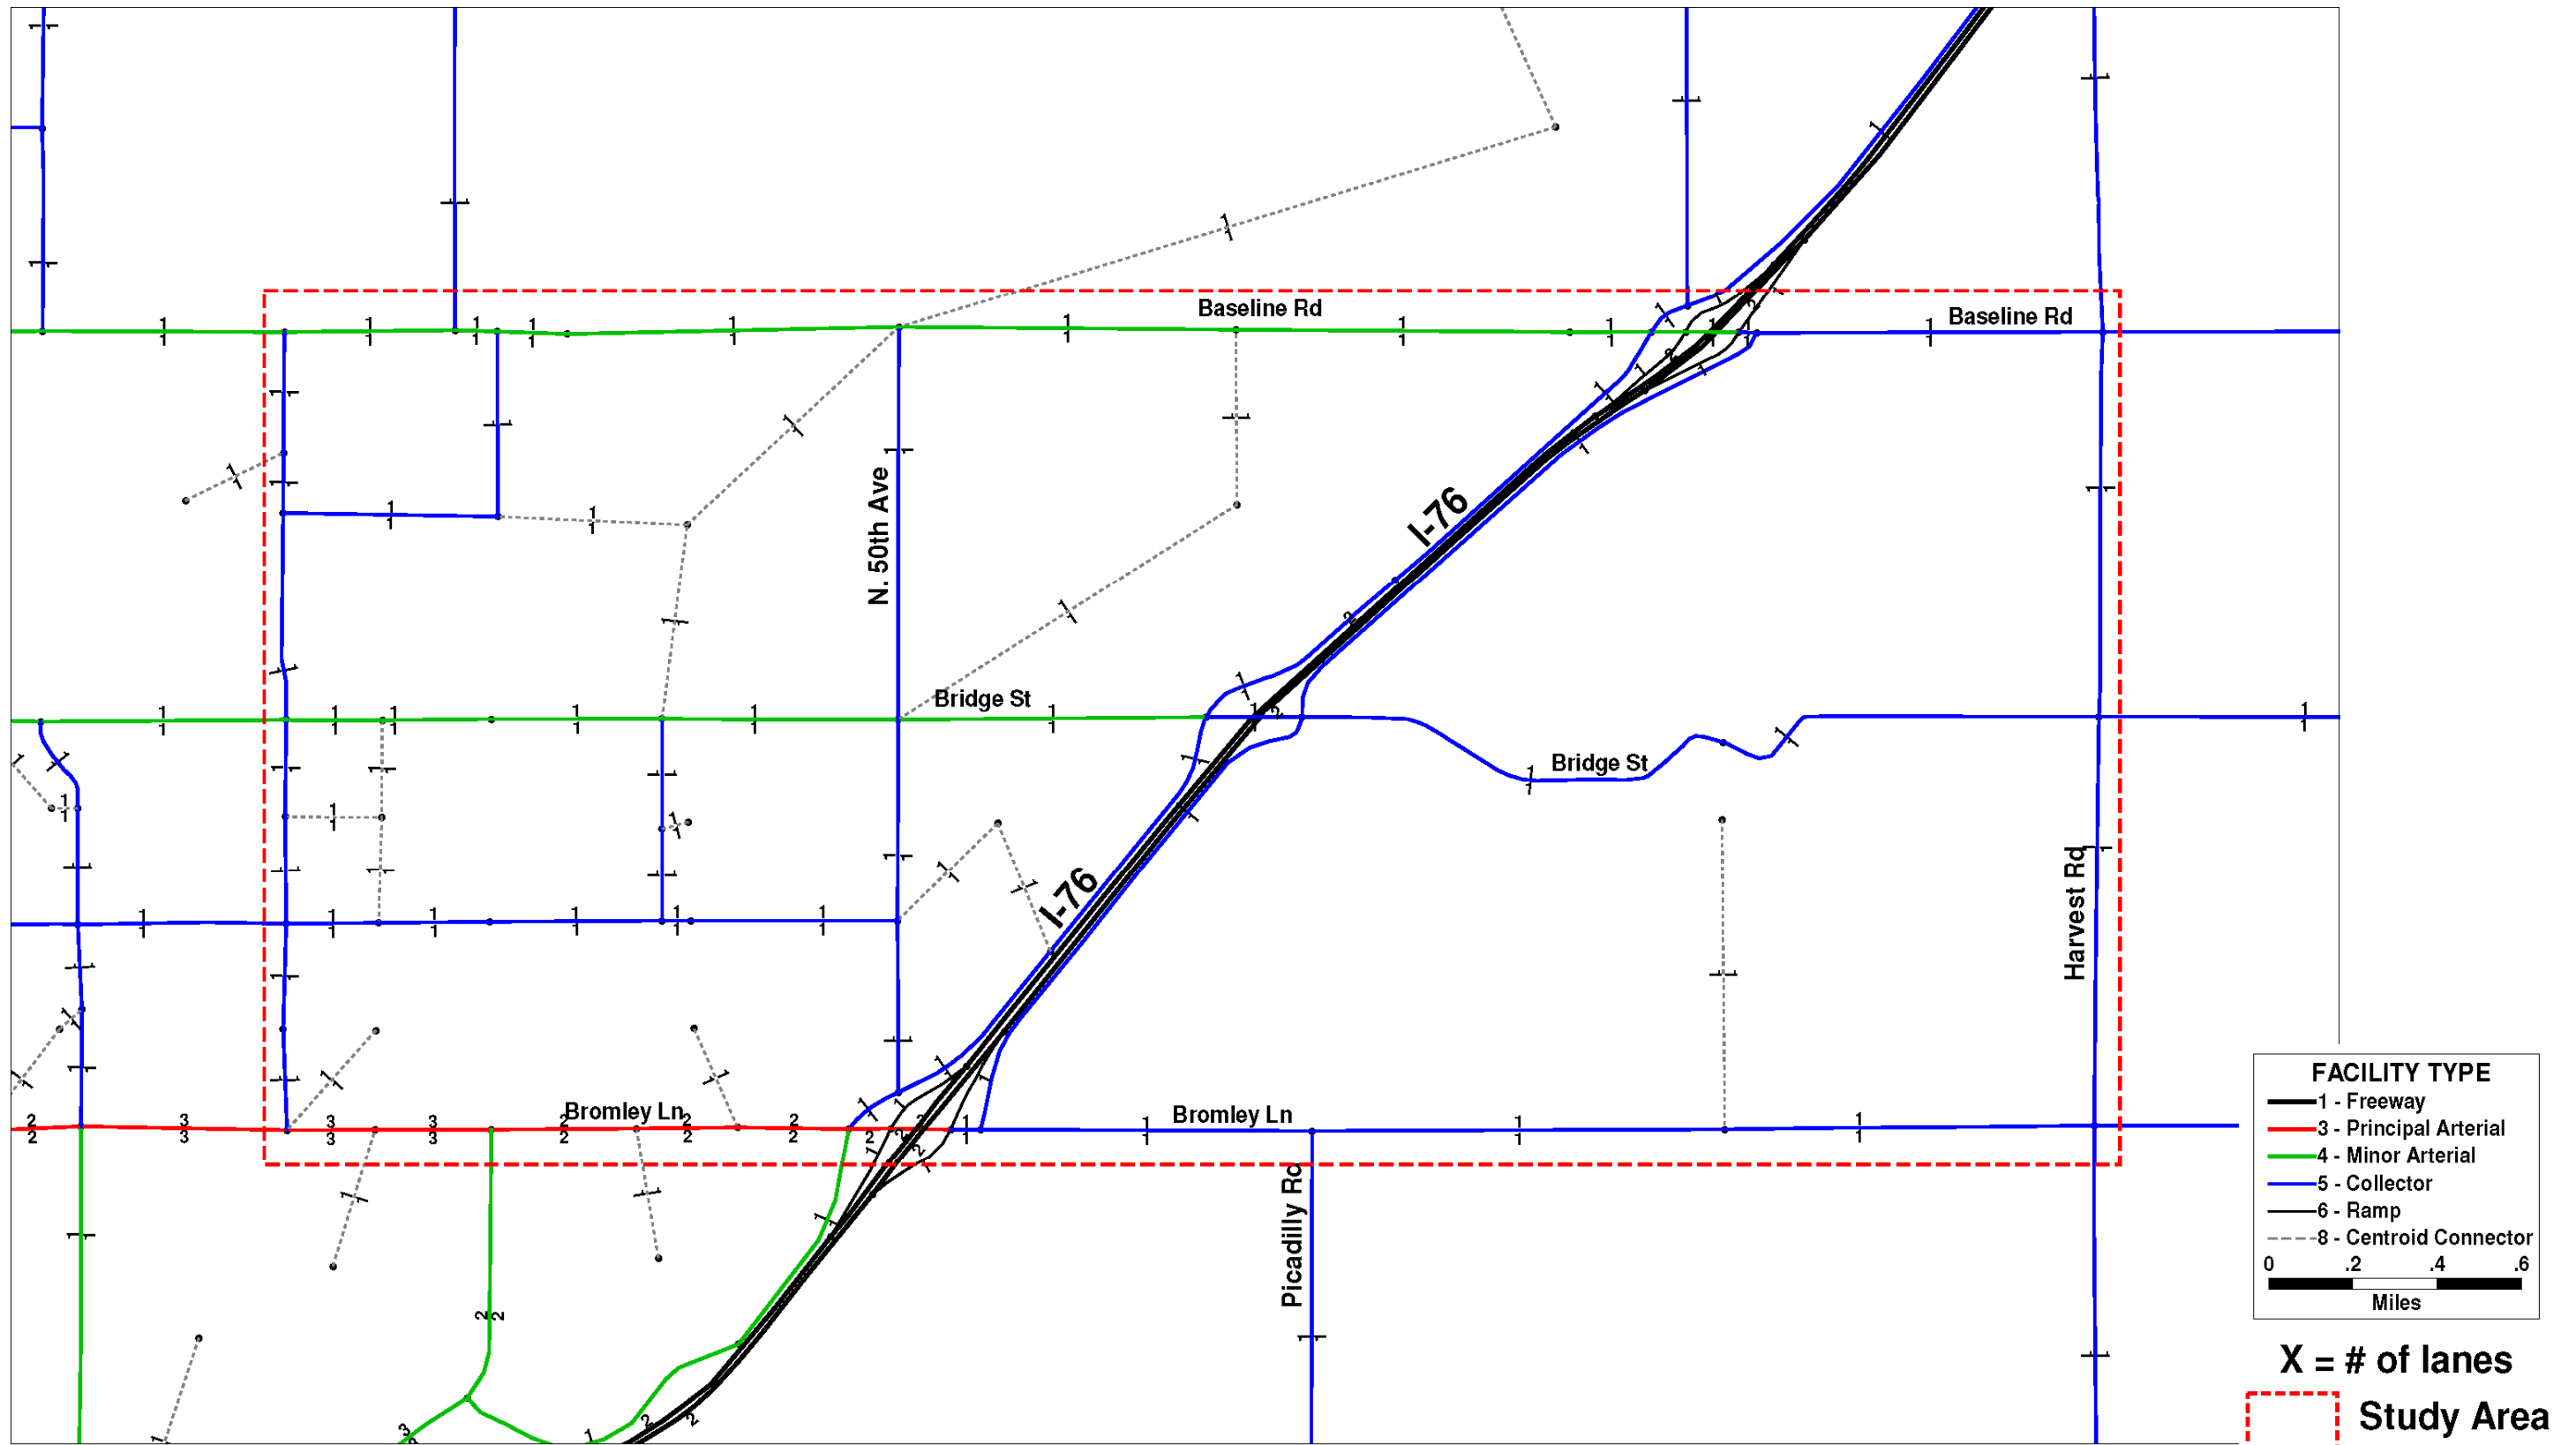 Baseline Rd
Baseline Rd
N. 50th Ave
I-76
Bridge St
Bridge St
I-76
Harvest Rd
Bromley Ln
Bromley Ln
Picadilly Rd
FACILITY TYPE
1 - Freeway
3 - Principal Arterial
4 - Minor Arterial
5 - Collector
6 - Ramp
8 - Centroid Connector
0 .2 .4 .6
Miles
X = # of lanes
Study Area